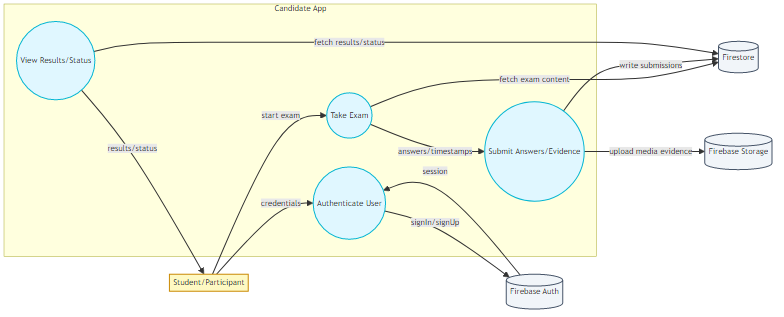 Candidate App
View Results/Status
fetch results/status
Firestore
write submissions
fetch exam content
start exam
Take Exam
results/status
answers/timestamps
Submit Answers/Evidence
upload media evidence
Firebase Storage
session
credentials
Authenticate User
signIn/signUp
Student/Participant
Firebase Auth